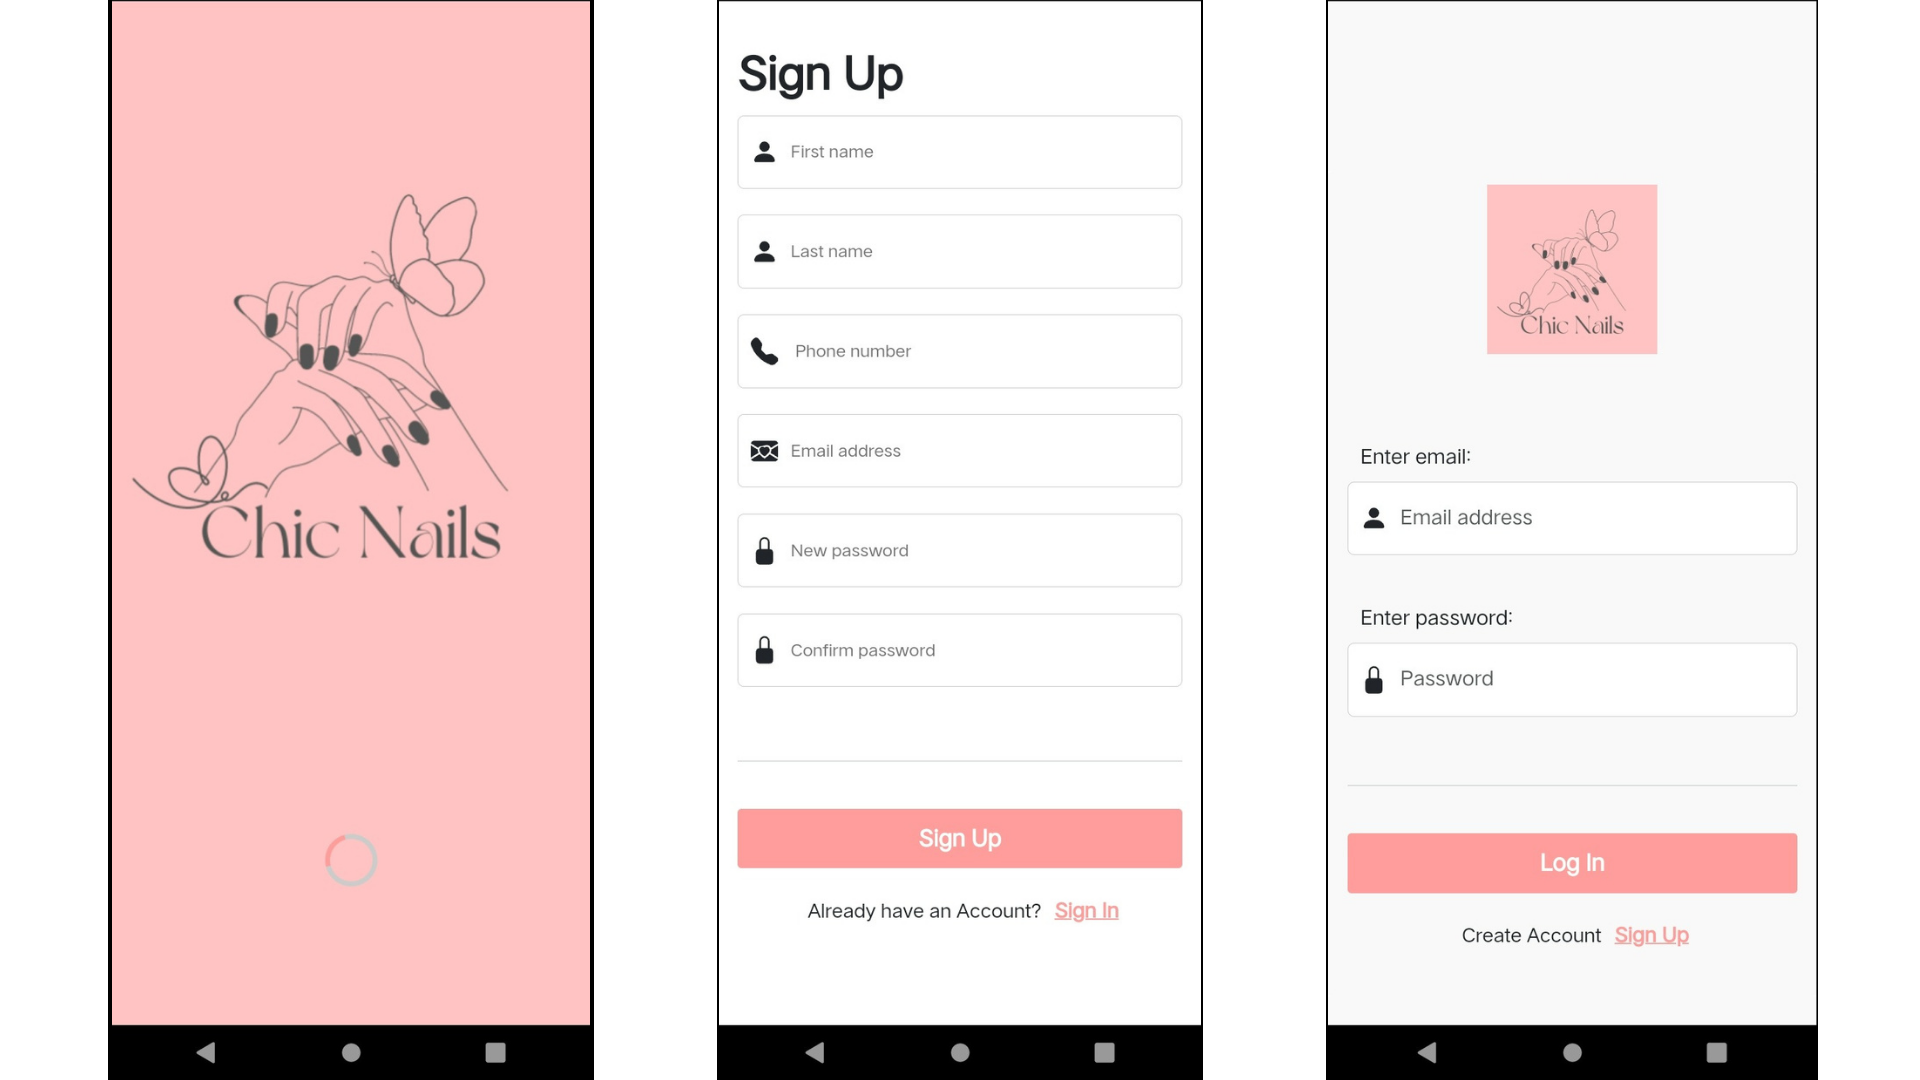 Chic Nails
Sign Up
First name
Last name
Phone number
Email address
New password
Confirm password
Sign Up
Already have an Account? Sign In
Chic Nails
Enter email:
Email address
Enter password:
Password
Log In
Create Account Sign Up